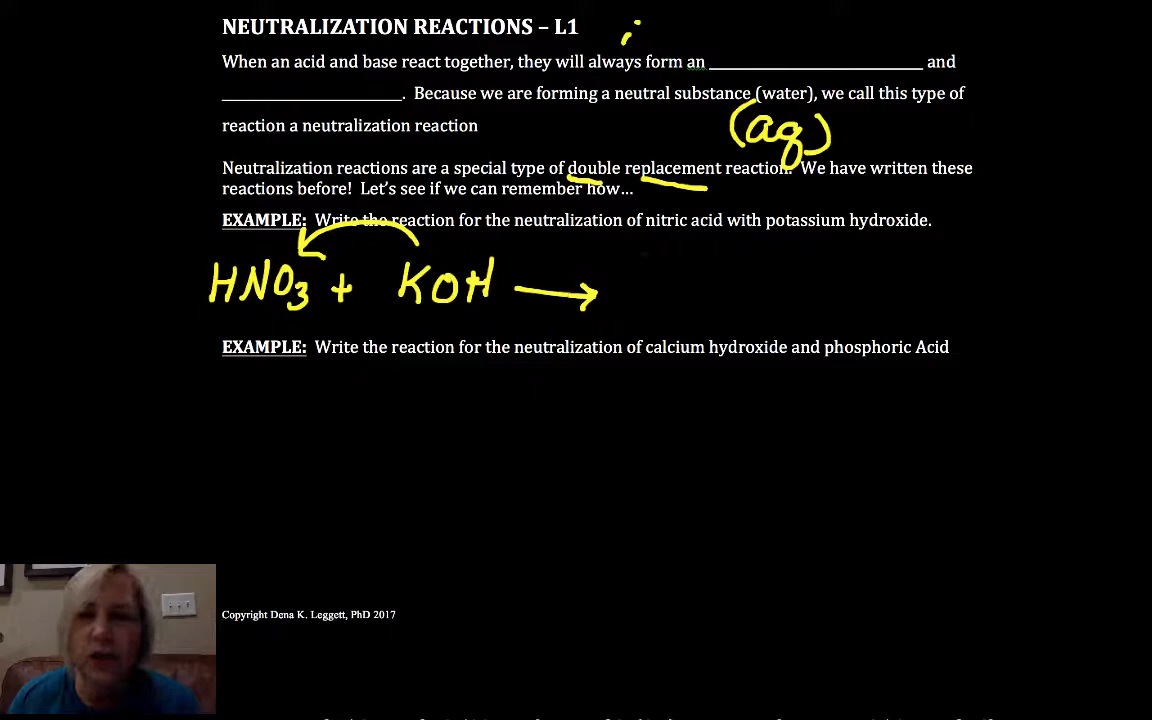 NEUTRALIZATION REACTIONS – L1
When an acid and base react together, they will always form an ____________________________ and
_______________________. Because we are forming a neutral substance (water), we call this type of
(aq)
reaction a neutralization reaction
Neutralization reactions are a special type of double replacement reaction. We have written these
reactions before! Let's see if we can remember how…
EXAMPLE: Write the reaction for the neutralization of nitric acid with potassium hydroxide.
HNO3 + KOH →
EXAMPLE: Write the reaction for the neutralization of calcium hydroxide and phosphoric Acid
Copyright Dena K. Leggett, PhD 2017